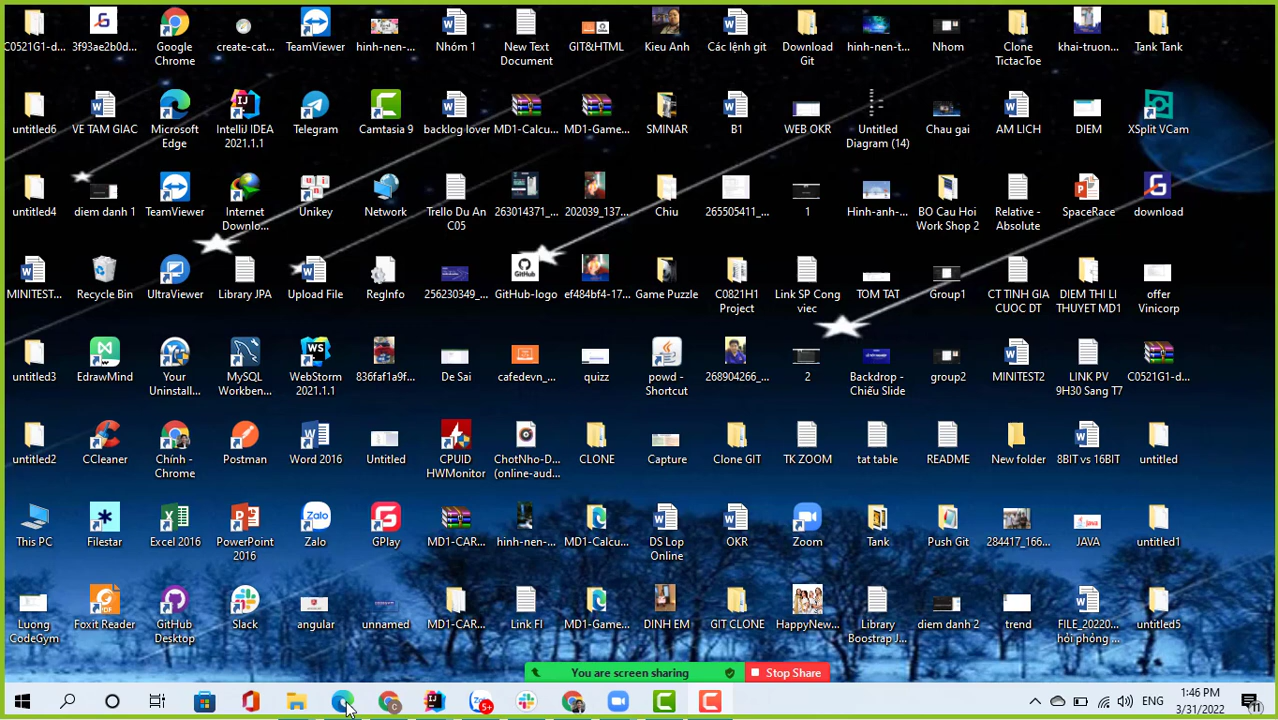 C0521G1-d...
3f93ae2b0d...
Google
Chrome
create-cat...
TeamViewer
hinh-nen-...
Nhóm 1
New Text
Document
GIT&HTML
Kieu Anh
Các lệnh git
Download
Git
hinh-nen-t...
Nhom
Clone
TictacToe
khai-truon...
Tank Tank
untitled6
VE TAM GIAC
Microsoft
Edge
IntelliJ IDEA
2021.1.1
Telegram
Camtasia 9
backlog lover
MD1-Calcu...
MD1-Game...
SMINAR
B1
WEB OKR
Untitled
Diagram (14)
Chau gai
AM LICH
DIEM
XSplit VCam
untitled4
diem danh 1
TeamViewer
Internet
Downlo...
Unikey
Network
Trello Du An
C05
263014371_...
202039_137...
Chiu
265505411_...
1
Hinh-anh-...
BO Cau Hoi
Work Shop 2
Relative -
Absolute
SpaceRace
download
MINITEST...
Recycle Bin
UltraViewer
Library JPA
Upload File
RegInfo
256230349_...
GitHub-logo
ef484bf4-17...
Game Puzzle
C0821H1
Project
Link SP Cong
viec
TOM TAT
Group1
CT TINH GIA
CUOC DT
DIEM THI LI
THUYET MD1
offer
Vinicorp
untitled3
EdrawMind
Your
Uninstall...
MySQL
Workben...
WebStorm
2021.1.1
836faf1a9f...
De Sai
cafedevn_...
quizz
powd -
Shortcut
268904266_...
2
Backdrop -
Chiếu Slide
group2
MINITEST2
LINK PV
9H30 Sang T7
C0521G1-d...
untitled2
CCleaner
Chính -
Chrome
Postman
Word 2016
Untitled
CPUID
HWMonitor
ChotNho-D...
(online-aud...
CLONE
Capture
Clone GIT
TK ZOOM
tat table
README
New folder
8BIT vs 16BIT
untitled
This PC
Filestar
Excel 2016
PowerPoint
2016
Zalo
GPlay
MD1-CAR...
hinh-nen-...
MD1-Calcu...
DS Lop
Online
OKR
Zoom
Tank
Push Git
284417_166...
JAVA
untitled1
Luong
CodeGym
Foxit Reader
GitHub
Desktop
Slack
angular
unnamed
MD1-CAR...
Link FI
MD1-Game...
DINH EM
GIT CLONE
HappyNew...
Library
Boostrap J...
diem danh 2
trend
FILE_20220...
hỏi phỏng ...
untitled5
You are screen sharing
Stop Share
5+
ENG
1:46 PM
3/31/2022
11